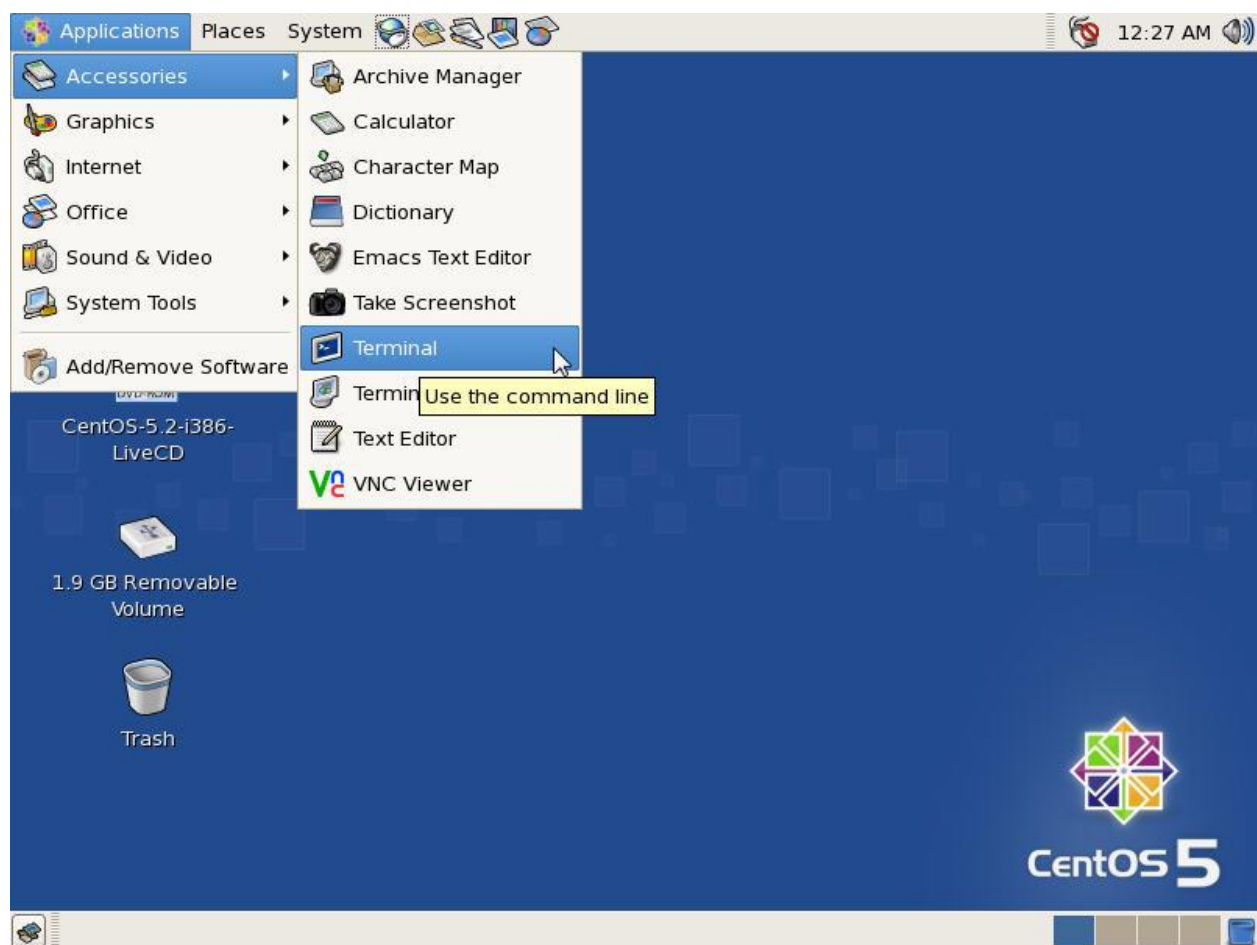 Applications Places System 12:27 AM
Accessories
Graphics
Internet
Office
Sound & Video
System Tools
Add/Remove Software
Archive Manager
Calculator
Character Map
Dictionary
Emacs Text Editor
Take Screenshot
Terminal
Termin
Use the command line
Text Editor
VNC Viewer
DVD-ROM
CentOS-5.2-i386-
LiveCD
1.9 GB Removable
Volume
Trash
CentOS 5